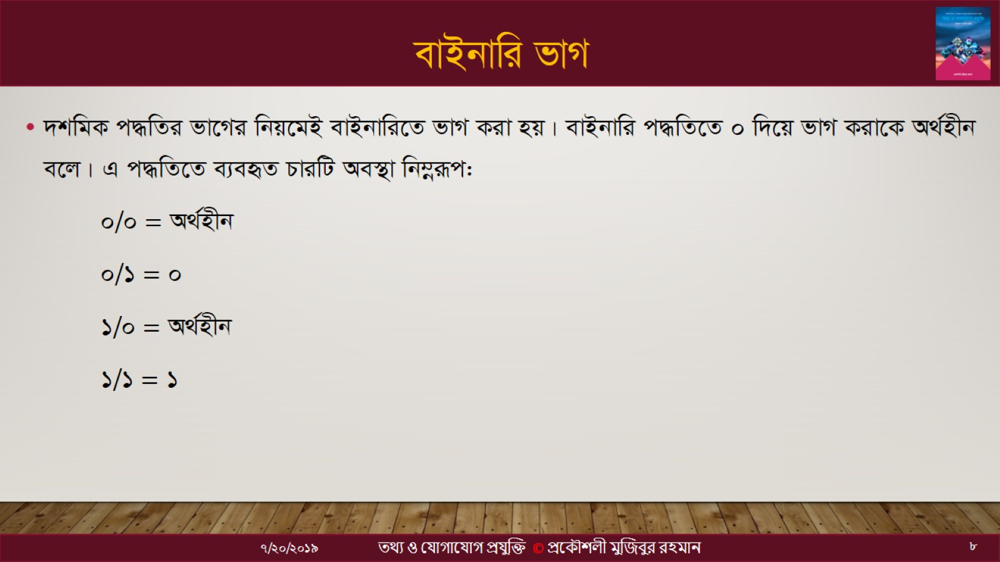 বাইনারি ভাগ
• দশমিক পদ্ধতির ভাগের নিয়মেই বাইনারিতে ভাগ করা হয়। বাইনারি পদ্ধতিতে ০ দিয়ে ভাগ করাকে অর্থহীন
বলে। এ পদ্ধতিতে ব্যবহৃত চারটি অবস্থা নিম্নরূপ:
০/০ = অর্থহীন
০/১ = ০
১/০ = অর্থহীন
১/১ = ১
৭/২০/২০১৯
তথ্য ও যোগাযোগ প্রযুক্তি © প্রকৌশলী মুজিবুর রহমান
৮